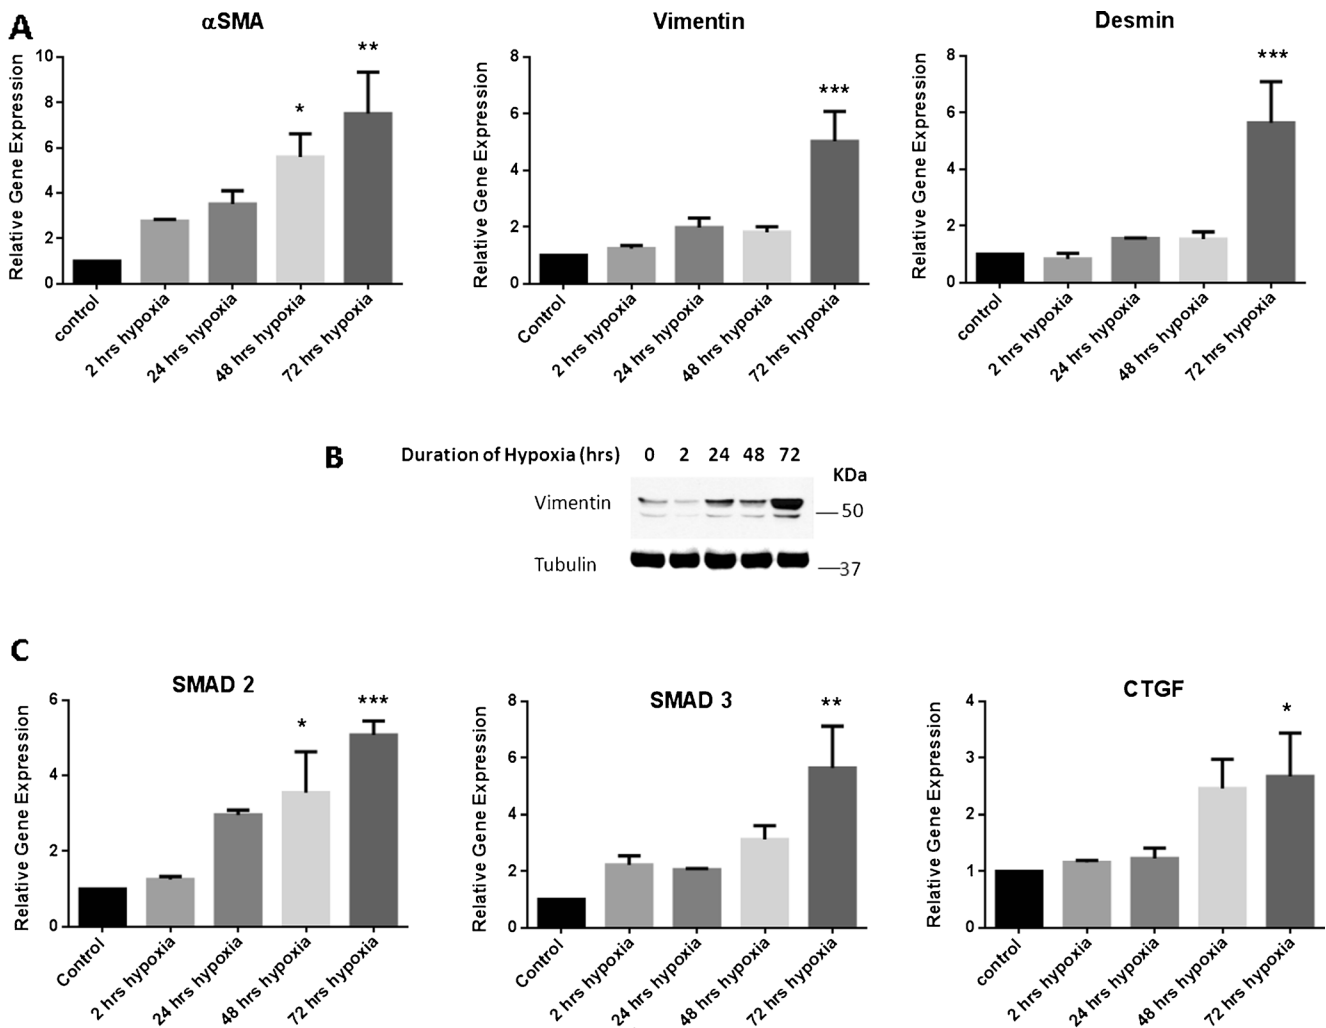 A
αSMA
Vimentin
Desmin
Relative Gene Expression
10
8
6
4
2
0
*
**
control
2 hrs hypoxia
24 hrs hypoxia
48 hrs hypoxia
72 hrs hypoxia
Relative Gene Expression
8
6
4
2
0
***
Control
2 hrs hypoxia
24 hrs hypoxia
48 hrs hypoxia
72 hrs hypoxia
Relative Gene Expression
8
6
4
2
0
***
control
2 hrs hypoxia
24 hrs hypoxia
48 hrs hypoxia
72 hrs hypoxia
B
Duration of Hypoxia (hrs) 0 2 24 48 72
KDa
Vimentin
50
Tubulin
37
C
SMAD 2
SMAD 3
CTGF
Relative Gene Expression
6
4
2
0
*
***
Control
2 hrs hypoxia
24 hrs hypoxia
48 hrs hypoxia
72 hrs hypoxia
Relative Gene Expression
8
6
4
2
0
**
Control
2 hrs hypoxia
24 hrs hypoxia
48 hrs hypoxia
72 hrs hypoxia
Relative Gene Expression
4
3
2
1
0
*
control
2 hrs hypoxia
24 hrs hypoxia
48 hrs hypoxia
72 hrs hypoxia